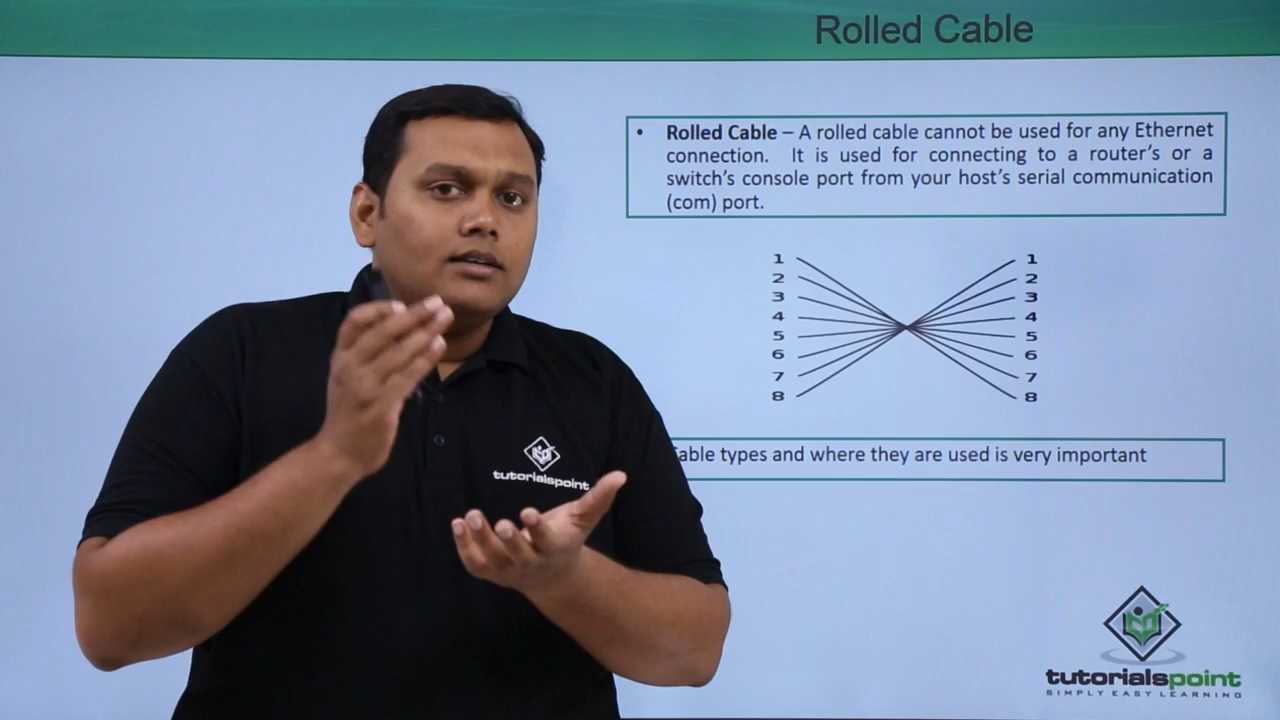 Rolled Cable
• Rolled Cable – A rolled cable cannot be used for any Ethernet
connection. It is used for connecting to a router's or a
switch's console port from your host's serial communication
(com) port.
1 1
2 2
3 3
4 4
5 5
6 6
7 7
8 8
Cable types and where they are used is very important
tutorialspoint
tutorialspoint
SIMPLY EASY LEARNING